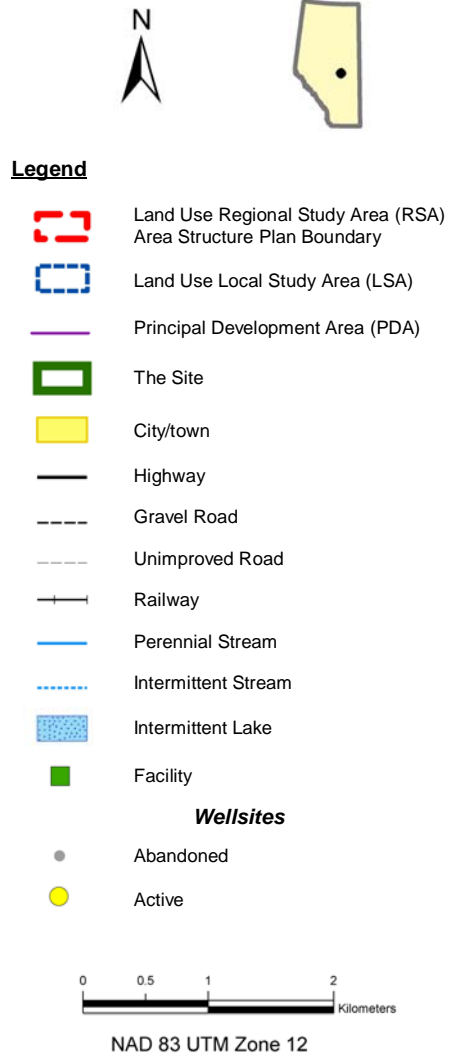 N
Legend
Land Use Regional Study Area (RSA)
Area Structure Plan Boundary
Land Use Local Study Area (LSA)
Principal Development Area (PDA)
The Site
City/town
Highway
Gravel Road
Unimproved Road
Railway
Perennial Stream
Intermittent Stream
Intermittent Lake
Facility
Wellsites
Abandoned
Active
0 0.5 1 2
Kilometers
NAD 83 UTM Zone 12